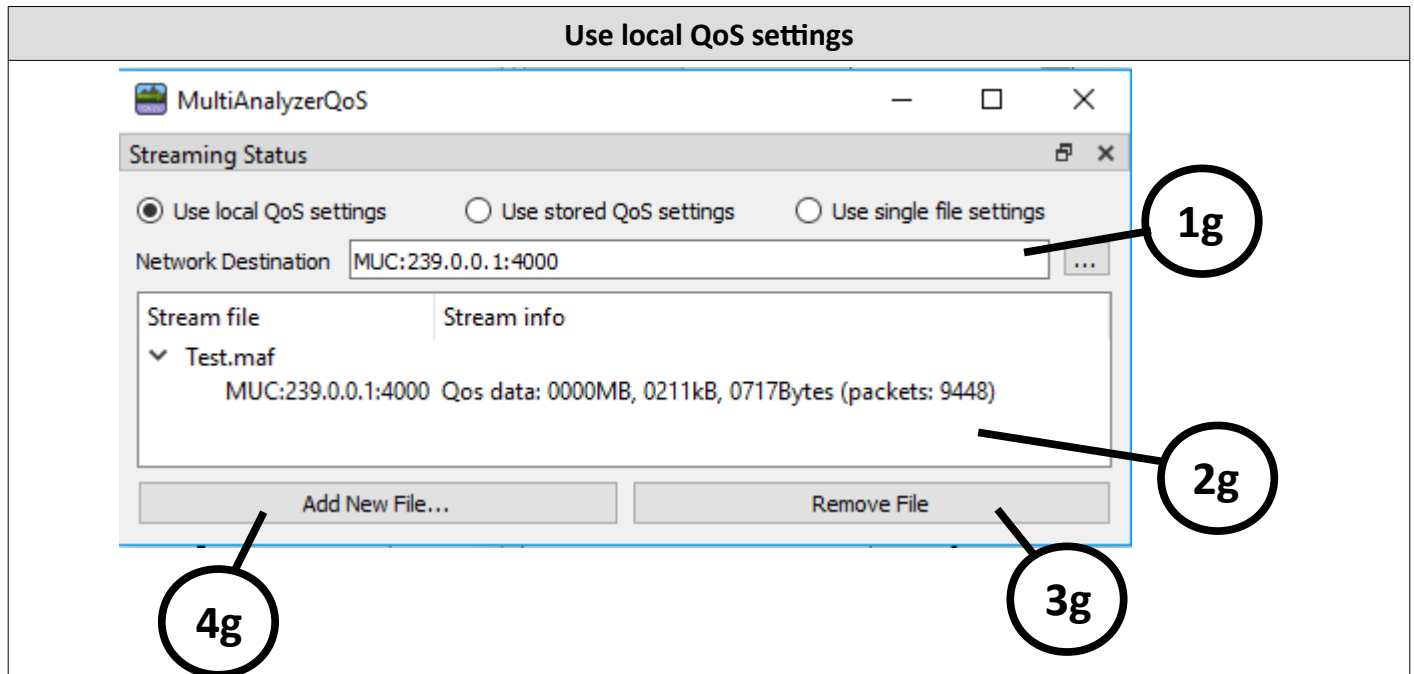 Use local QoS settings
MultiAnalyzerQoS
Streaming Status
Use local QoS settings Use stored QoS settings Use single file settings
1g
Network Destination MUC:239.0.0.1:4000 ...
Stream file Stream info
Test.maf
MUC:239.0.0.1:4000 Qos data: 0000MB, 0211kB, 0717Bytes (packets: 9448)
2g
Add New File... Remove File
4g 3g